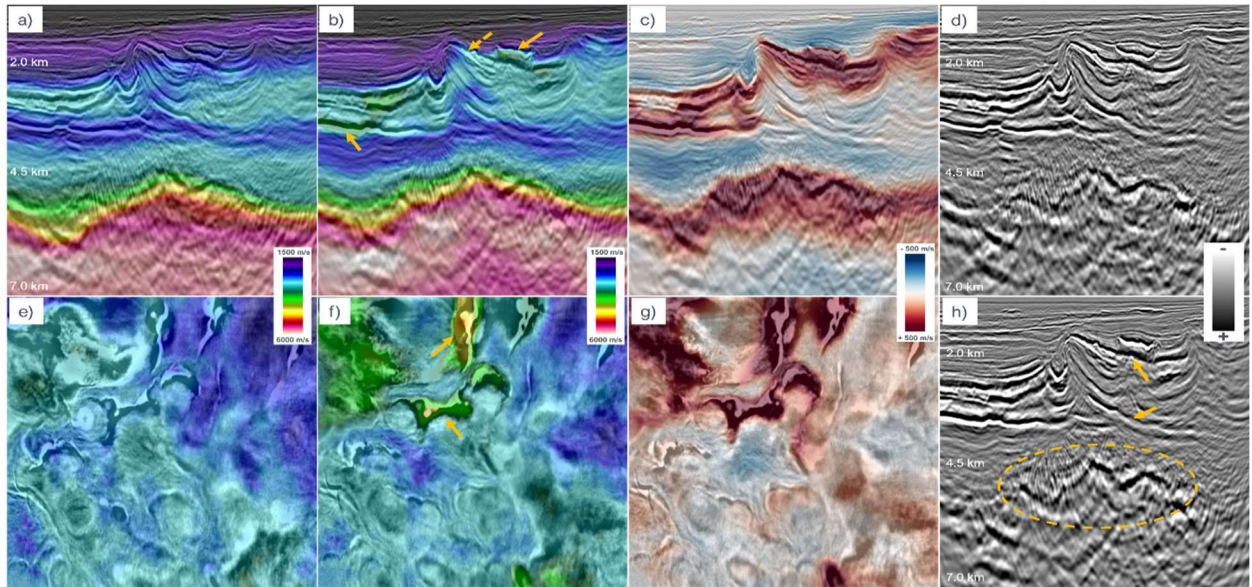 a)
2.0 km
4.5 km
7.0 km
1500 m/s
6000 m/s
b)
1500 m/s
6000 m/s
c)
- 500 m/s
+ 500 m/s
d)
2.0 km
4.5 km
7.0 km
-
+
e)
f)
g)
h)
2.0 km
4.5 km
7.0 km